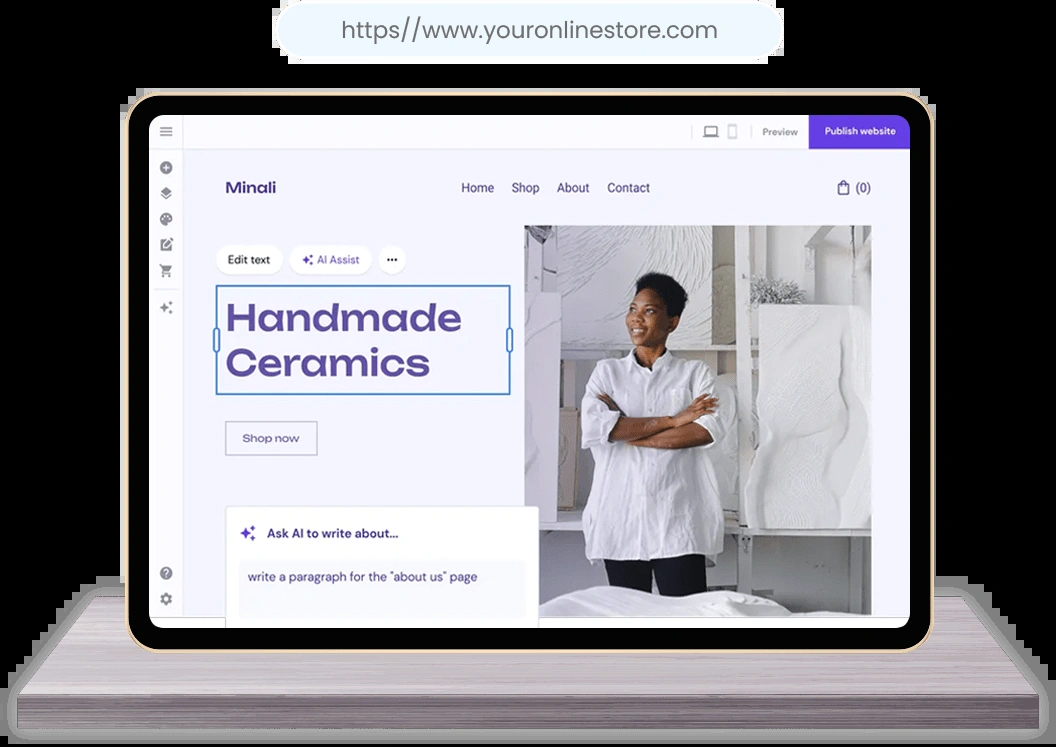 https//www.youronlinestore.com
Preview
Publish website
Minali
Home
Shop
About
Contact
(0)
Edit text
AI Assist
Handmade
Ceramics
Shop now
Ask AI to write about...
write a paragraph for the "about us" page